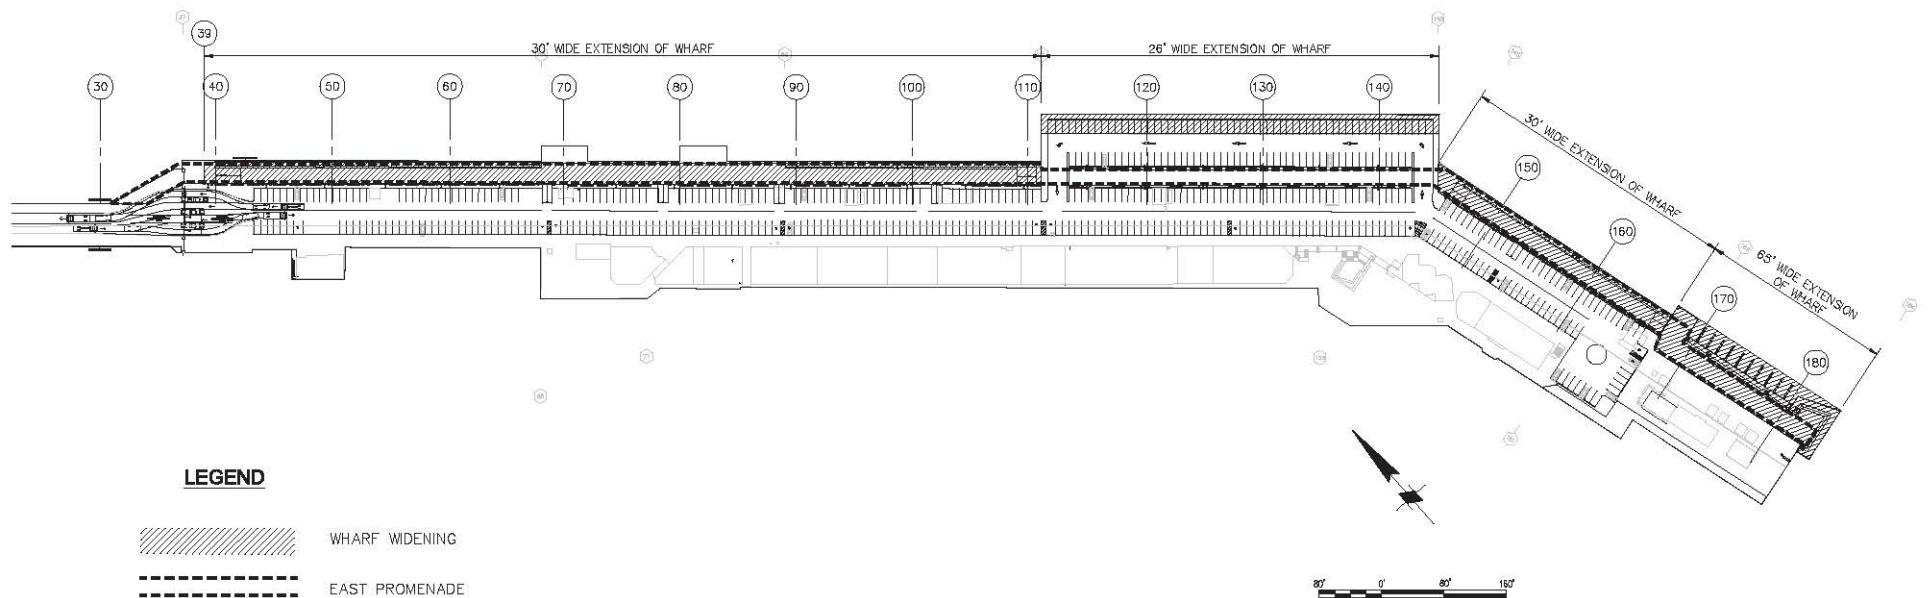 39
30' WIDE EXTENSION OF WHARF
26' WIDE EXTENSION OF WHARF
30
40
50
60
70
80
90
100
110
120
130
140
30' WIDE EXTENSION OF WHARF
150
160
65' WIDE EXTENSION
OF WHARF
170
180
LEGEND
WHARF WIDENING
EAST PROMENADE
80' 0' 80' 160'